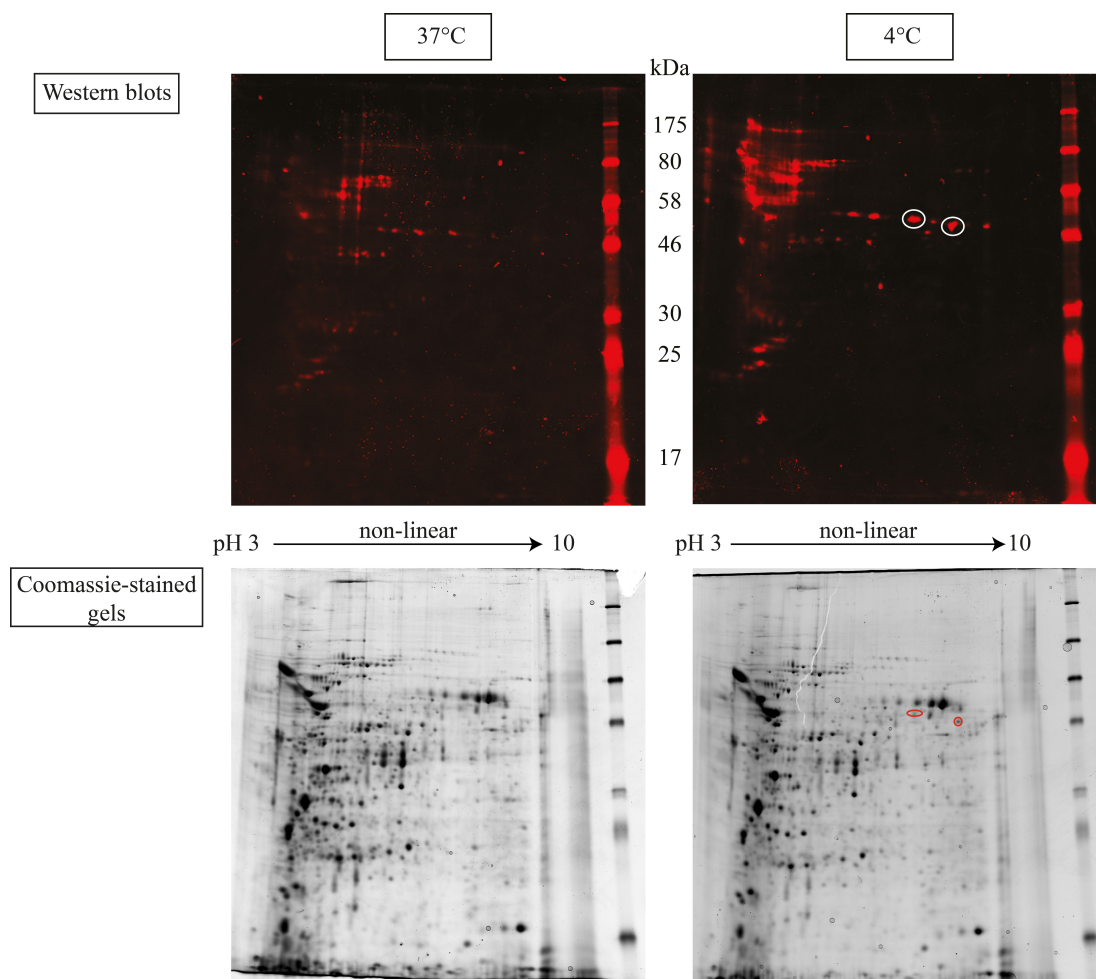 37°C
4°C
Western blots
kDa
175
80
58
46
30
25
17
pH 3 non-linear 10
pH 3 non-linear 10
Coomassie-stained
gels